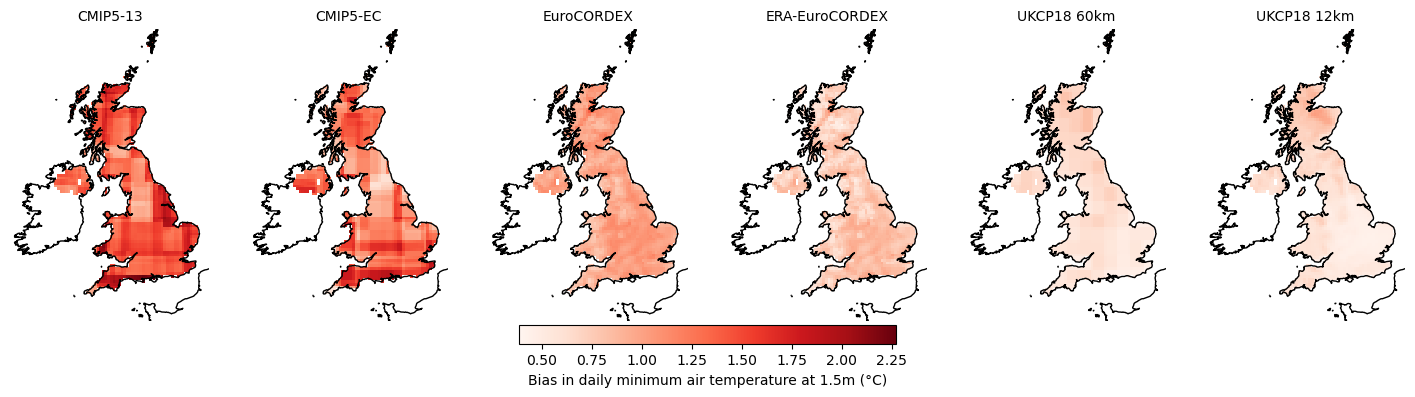 CMIP5-13
CMIP5-EC
EuroCORDEX
ERA-EuroCORDEX
UKCP18 60km
UKCP18 12km
0.50
0.75
1.00
1.25
1.50
1.75
2.00
2.25
Bias in daily minimum air temperature at 1.5m (°C)